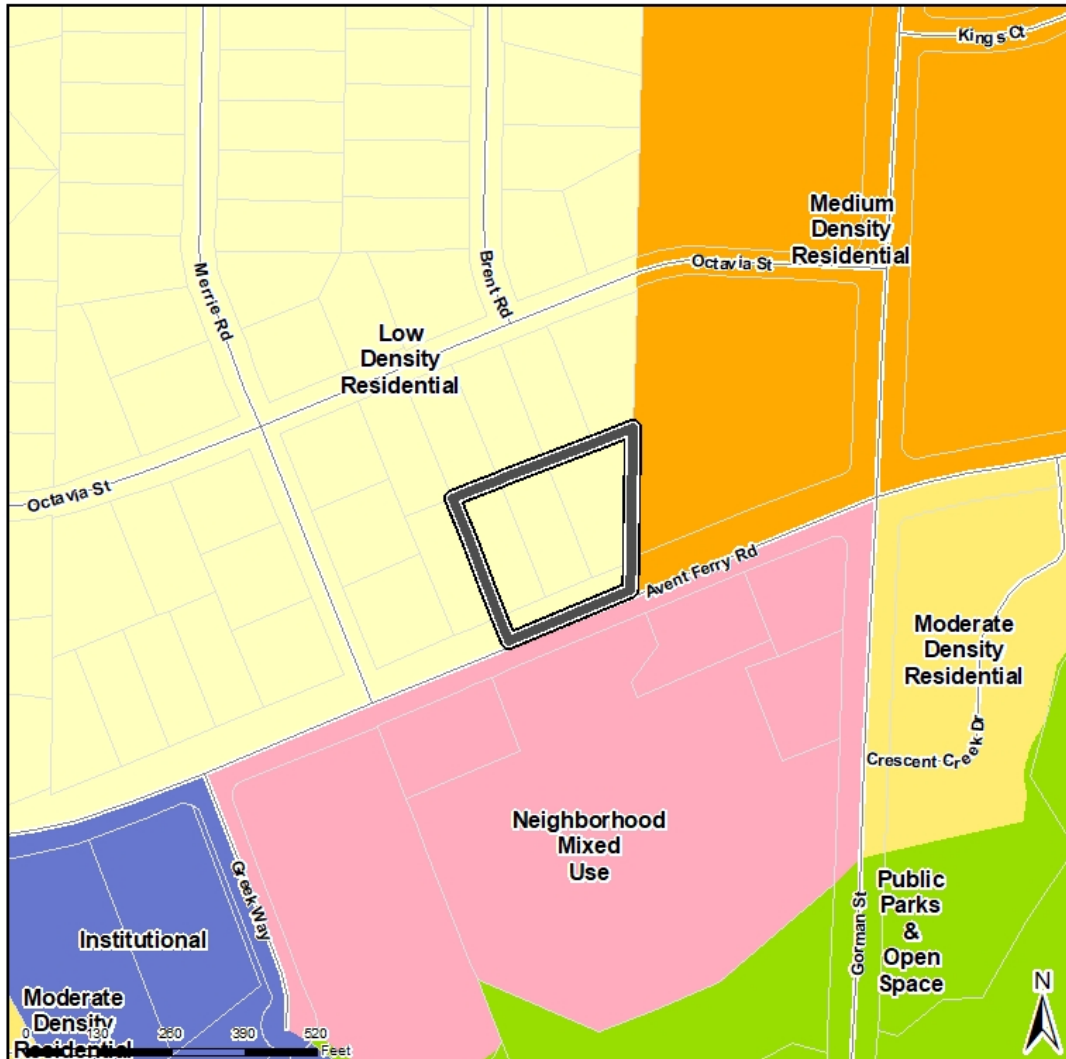 King's Ct
Medium
Density
Residential
Octavia St
Brent Rd
Merrie Rd
Low
Density
Residential
Octavia St
Avent Ferry Rd
Moderate
Density
Residential
Crescent Creek Dr
Neighborhood
Mixed
Use
Greek Way
Gorman St
Public
Parks
&
Open
Space
Institutional
Moderate
Density
Residential
N
0 130 260 390 520
Feet